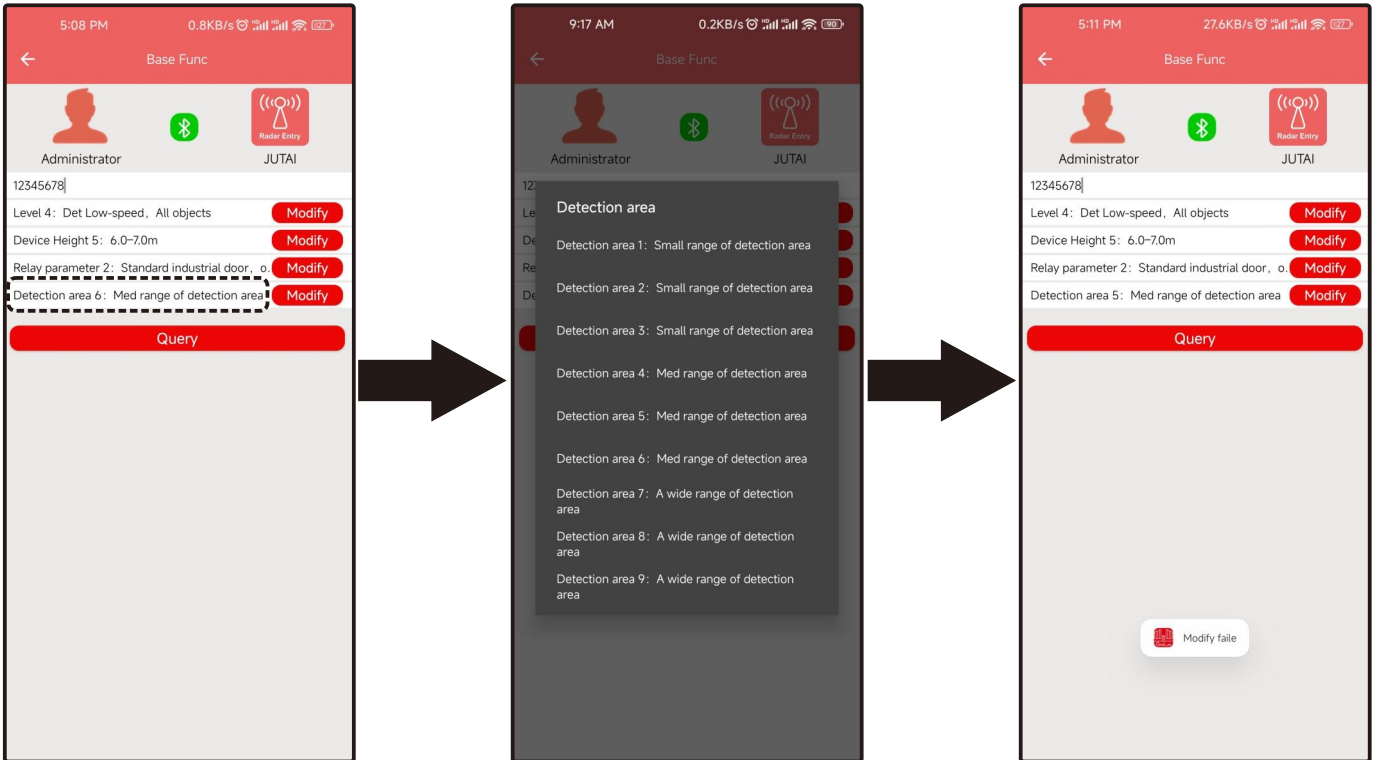 5:08 PM
0.8KB/s
27
Base Func
Radar Entry
Administrator
JUTAI
12345678
Level 4: Det Low-speed, All objects
Modify
Device Height 5: 6.0-7.0m
Modify
Relay parameter 2: Standard industrial door, o.
Modify
Detection area 6: Med range of detection area
Modify
Query
9:17 AM
0.2KB/s
90
Base Func
Radar Entry
Administrator
JUTAI
12
Le
De
Re
De
Detection area
Detection area 1: Small range of detection area
Detection area 2: Small range of detection area
Detection area 3: Small range of detection area
Detection area 4: Med range of detection area
Detection area 5: Med range of detection area
Detection area 6: Med range of detection area
Detection area 7: A wide range of detection
area
Detection area 8: A wide range of detection
area
Detection area 9: A wide range of detection
area
5:11 PM
27.6KB/s
27
Base Func
Radar Entry
Administrator
JUTAI
12345678
Level 4: Det Low-speed, All objects
Modify
Device Height 5: 6.0-7.0m
Modify
Relay parameter 2: Standard industrial door, o.
Modify
Detection area 5: Med range of detection area
Modify
Query
Modify faile